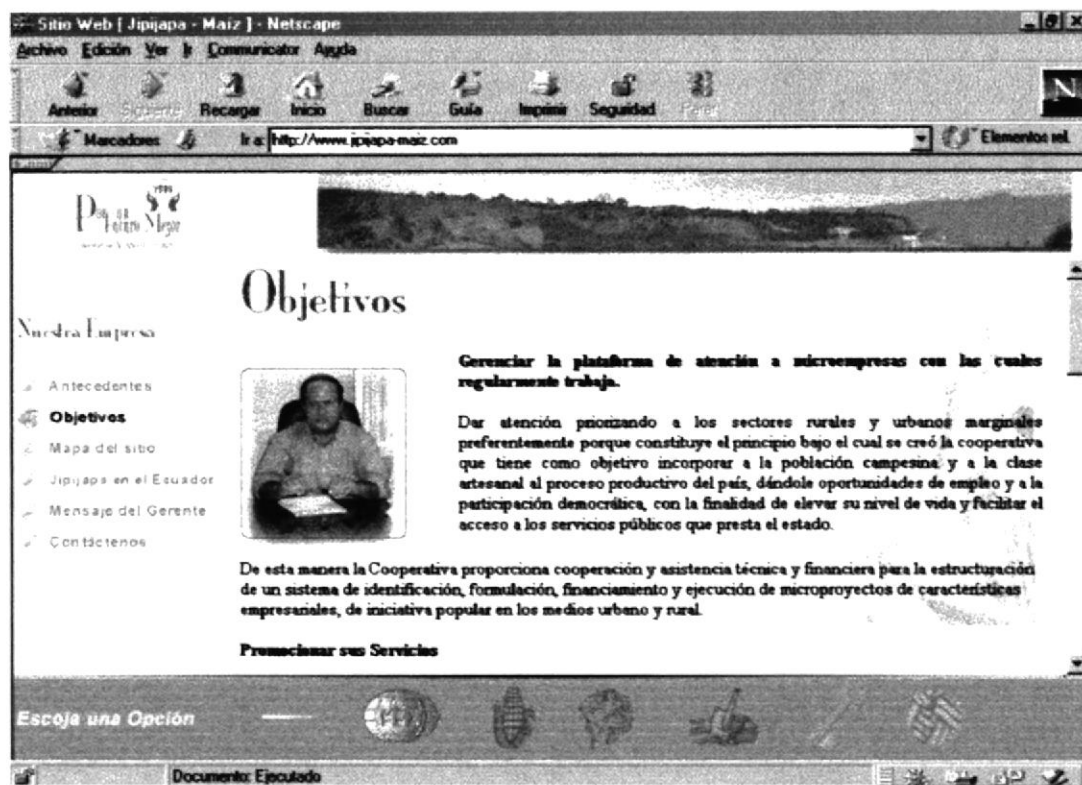 Sitio Web [ Jipijapa - Maíz ] - Netscape
Archivo Edición Ver Ir Communicator Ayuda
Anterior Siguiente Recargar Inicio Buscar Guía Imprimir Seguridad Parar
Marcadores Ir a: http://www.jipijapa-maiz.com Elementos rel.
Por un
Futuro Mejor
Objetivos
Nuestra Empresa
Antecedentes
Objetivos
Mapa del sitio
Jipijapa en el Ecuador
Mensaje del Gerente
Contáctenos
Gerenciar la plataforma de atención a microempresas con las cuales
regularmente trabaja.
Dar atención priorizando a los sectores rurales y urbanos marginales
preferentemente porque constituye el principio bajo el cual se creó la cooperativa
que tiene como objetivo incorporar a la población campesina y a la clase
artesanal al proceso productivo del país, dándole oportunidades de empleo y a la
participación democrática, con la finalidad de elevar su nivel de vida y facilitar el
acceso a los servicios públicos que presta el estado.
De esta manera la Cooperativa proporciona cooperación y asistencia técnica y financiera para la estructuración
de un sistema de identificación, formulación, financiamiento y ejecución de microproyectos de características
empresariales, de iniciativa popular en los medios urbano y rural.
Promocionar sus Servicios
Escoja una Opción
Documento: Ejecutado